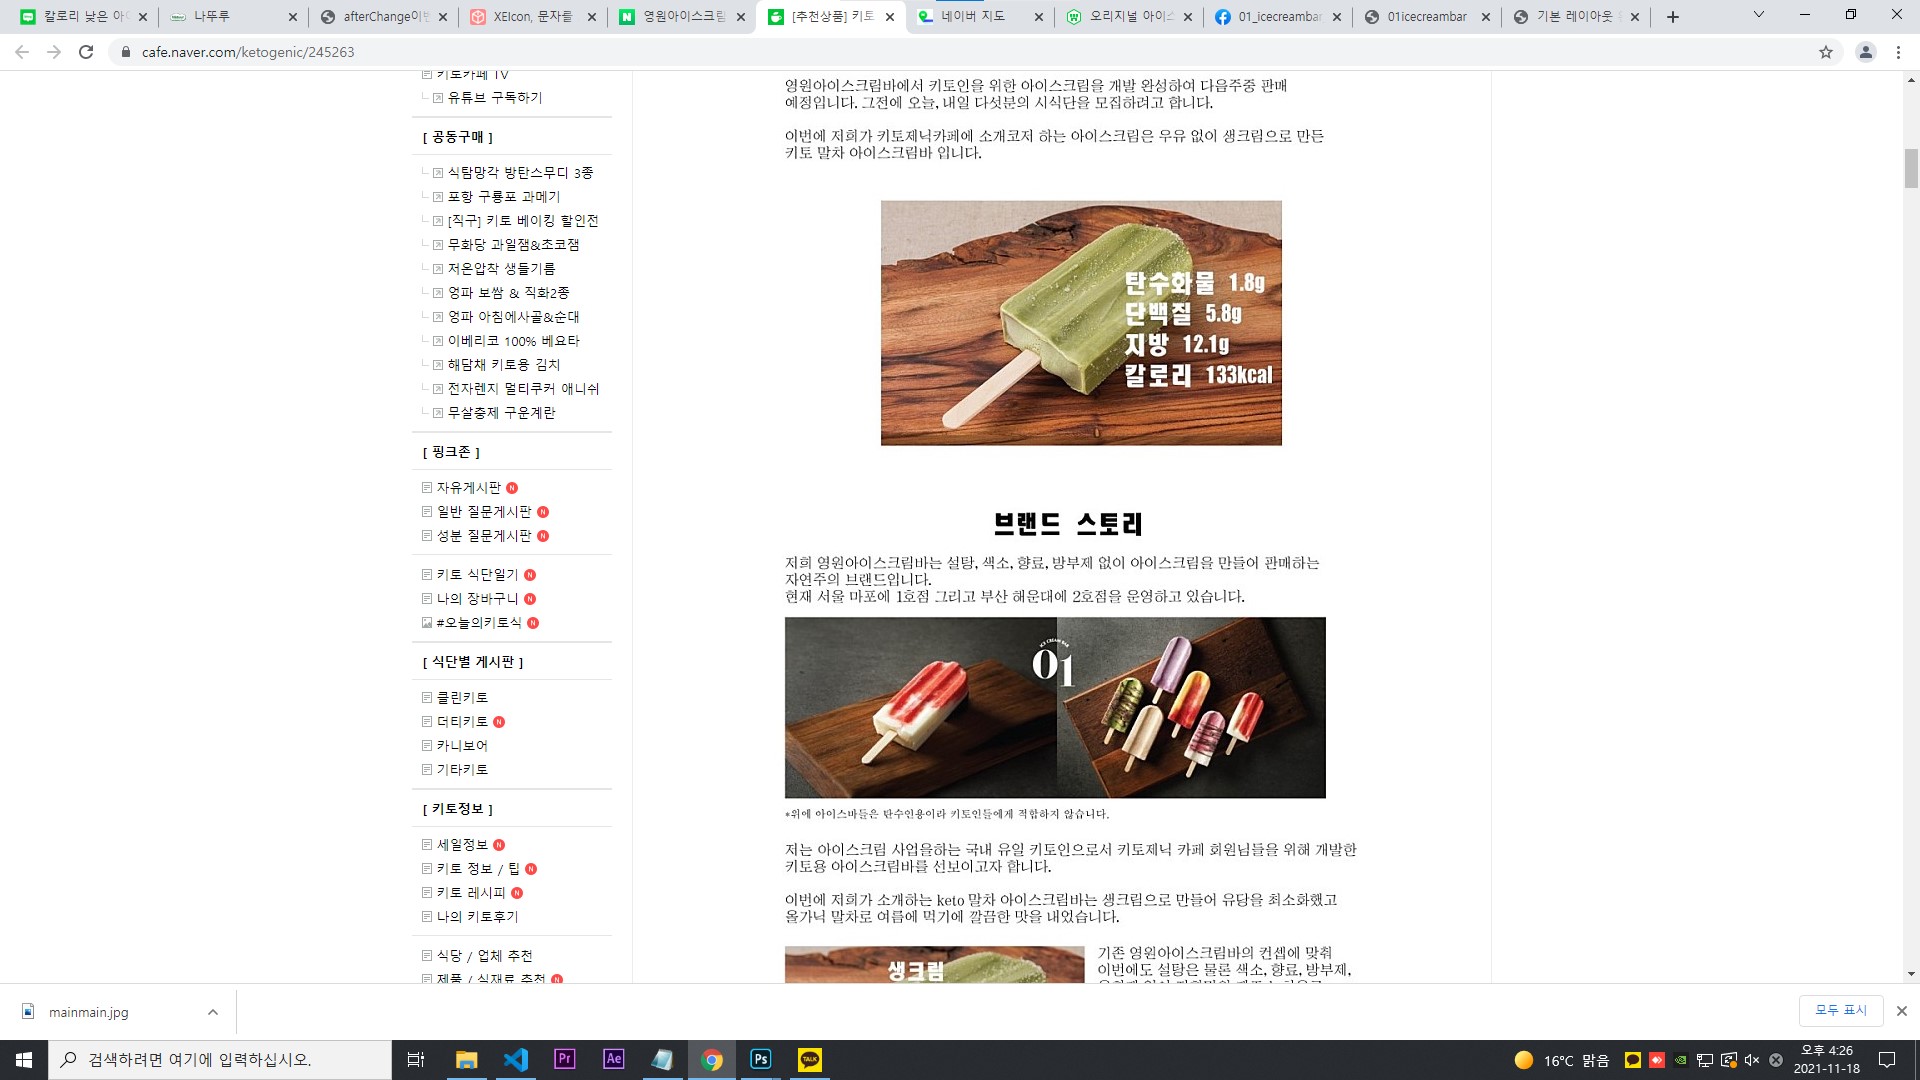 칼로리 낮은 아
나뚜루
afterChange이벤
XEIcon, 문자를
영원아이스크림
[추천상품] 키토
네이버 지도
오리지널 아이스
01_icecreambar
01icecreambar
기본 레이아웃
cafe.naver.com/ketogenic/245263
키토카페 TV
유튜브 구독하기
[ 공동구매 ]
식탐망각 방탄스무디 3종
포항 구룡포 과메기
[직구] 키토 베이킹 할인전
무화당 과일잼&초코잼
저온압착 생들기름
영파 보쌈 & 직화2종
영파 아침에사골&순대
이베리코 100% 베요타
해담채 키토용 김치
전자렌지 멀티쿠커 애니쉬
무살충제 구운계란
[ 핑크존 ]
자유게시판 N
일반 질문게시판 N
성분 질문게시판 N
키토 식단일기 N
나의 장바구니 N
#오늘의키토식 N
[ 식단별 게시판 ]
클린키토
더티키토 N
카니보어
기타키토
[ 키토정보 ]
세일정보 N
키토 정보 / 팁 N
키토 레시피 N
나의 키토후기
식당 / 업체 추천
제품 / 식재료 추천 N
영원아이스크림바에서 키토인을 위한 아이스크림을 개발 완성하여 다음주중 판매
예정입니다. 그전에 오늘, 내일 다섯분의 시식단을 모집하려고 합니다.
이번에 저희가 키토제닉카페에 소개코지 하는 아이스크림은 우유 없이 생크림으로 만든
키토 말차 아이스크림바 입니다.
탄수화물 1.8g
단백질 5.8g
지방 12.1g
칼로리 133kcal
브랜드 스토리
저희 영원아이스크림바는 설탕, 색소, 향료, 방부제 없이 아이스크림을 만들어 판매하는
자연주의 브랜드입니다.
현재 서울 마포에 1호점 그리고 부산 해운대에 2호점을 운영하고 있습니다.
ICE CREAM BAR
01
*위에 아이스바들은 탄수인용이라 키토인들에게 적합하지 않습니다.
저는 아이스크림 사업을하는 국내 유일 키토인으로서 키토제닉 카페 회원님들을 위해 개발한
키토용 아이스크림바를 선보이고자 합니다.
이번에 저희가 소개하는 keto 말차 아이스크림바는 생크림으로 만들어 유당을 최소화했고
올가닉 말차로 여름에 먹기에 깔끔한 맛을 내었습니다.
생크림
기존 영원아이스크림바의 컨셉에 맞춰
이번에도 설탕은 물론 색소, 향료, 방부제,
mainmain.jpg
모두 표시
검색하려면 여기에 입력하십시오.
Pr
Ae
Ps
TALK
16°C 맑음
오후 4:26
2021-11-18